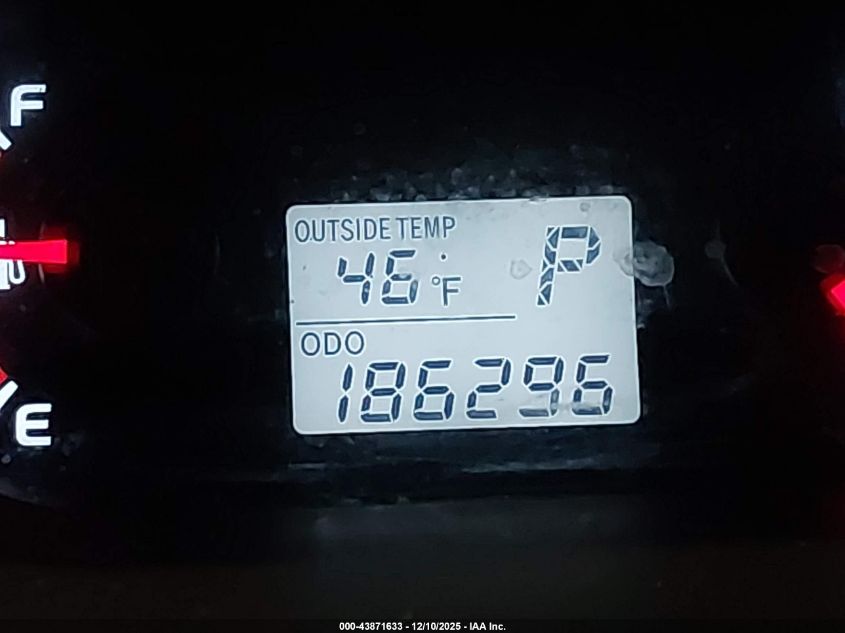 F
OUTSIDE TEMP
46 °F P
ODO
186296
E
000-43871633 - 12/10/2025 - IAA Inc.